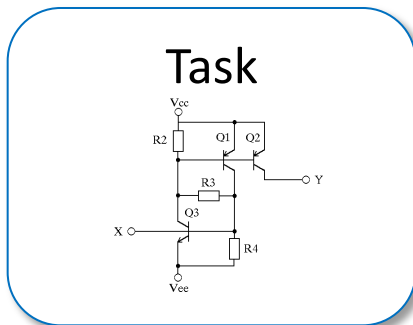 Task
Vcc
R2 Q1 Q2
R3 Y
Q3
X
R4
Vee